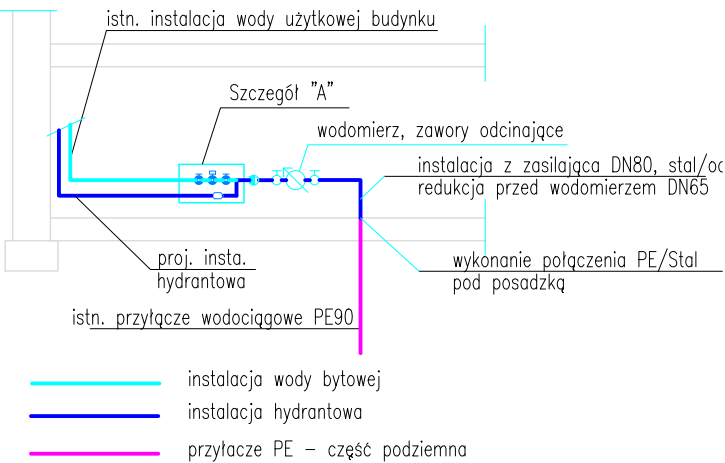 istn. instalacja wody użytkowej budynku
Szczegół "A"
wodomierz, zawory odcinające
instalacja z zasilająca DN80, stal/oc
redukcja przed wodomierzem DN65
proj. insta.
hydrantowa
wykonanie połączenia PE/Stal
pod posadzką
istn. przyłącze wodociągowe PE90
instalacja wody bytowej
instalacja hydrantowa
przyłacze PE – część podziemna